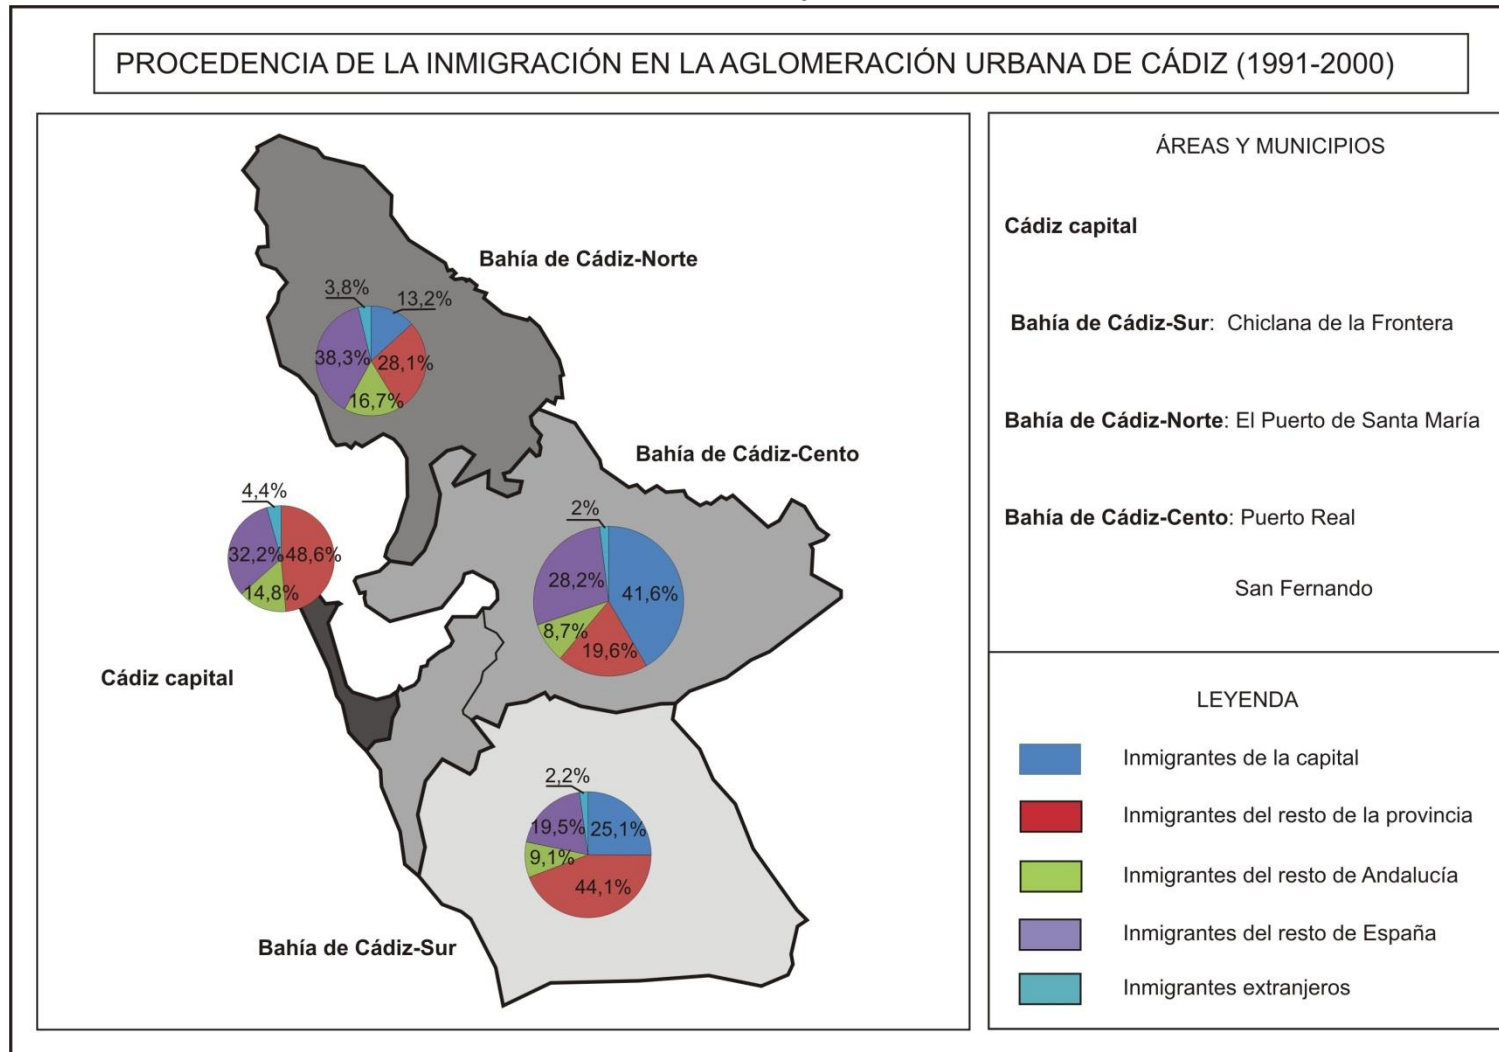 PROCEDENCIA DE LA INMIGRACIÓN EN LA AGLOMERACIÓN URBANA DE CÁDIZ (1991-2000)
Bahía de Cádiz-Norte
3,8%
13,2%
38,3%
28,1%
16,7%
Bahía de Cádiz-Cento
4,4%
32,2%
48,6%
14,8%
Cádiz capital
2%
28,2%
41,6%
8,7%
19,6%
2,2%
19,5%
25,1%
9,1%
44,1%
Bahía de Cádiz-Sur
ÁREAS Y MUNICIPIOS
Cádiz capital
Bahía de Cádiz-Sur: Chiclana de la Frontera
Bahía de Cádiz-Norte: El Puerto de Santa María
Bahía de Cádiz-Cento: Puerto Real
San Fernando
LEYENDA
Inmigrantes de la capital
Inmigrantes del resto de la provincia
Inmigrantes del resto de Andalucía
Inmigrantes del resto de España
Inmigrantes extranjeros